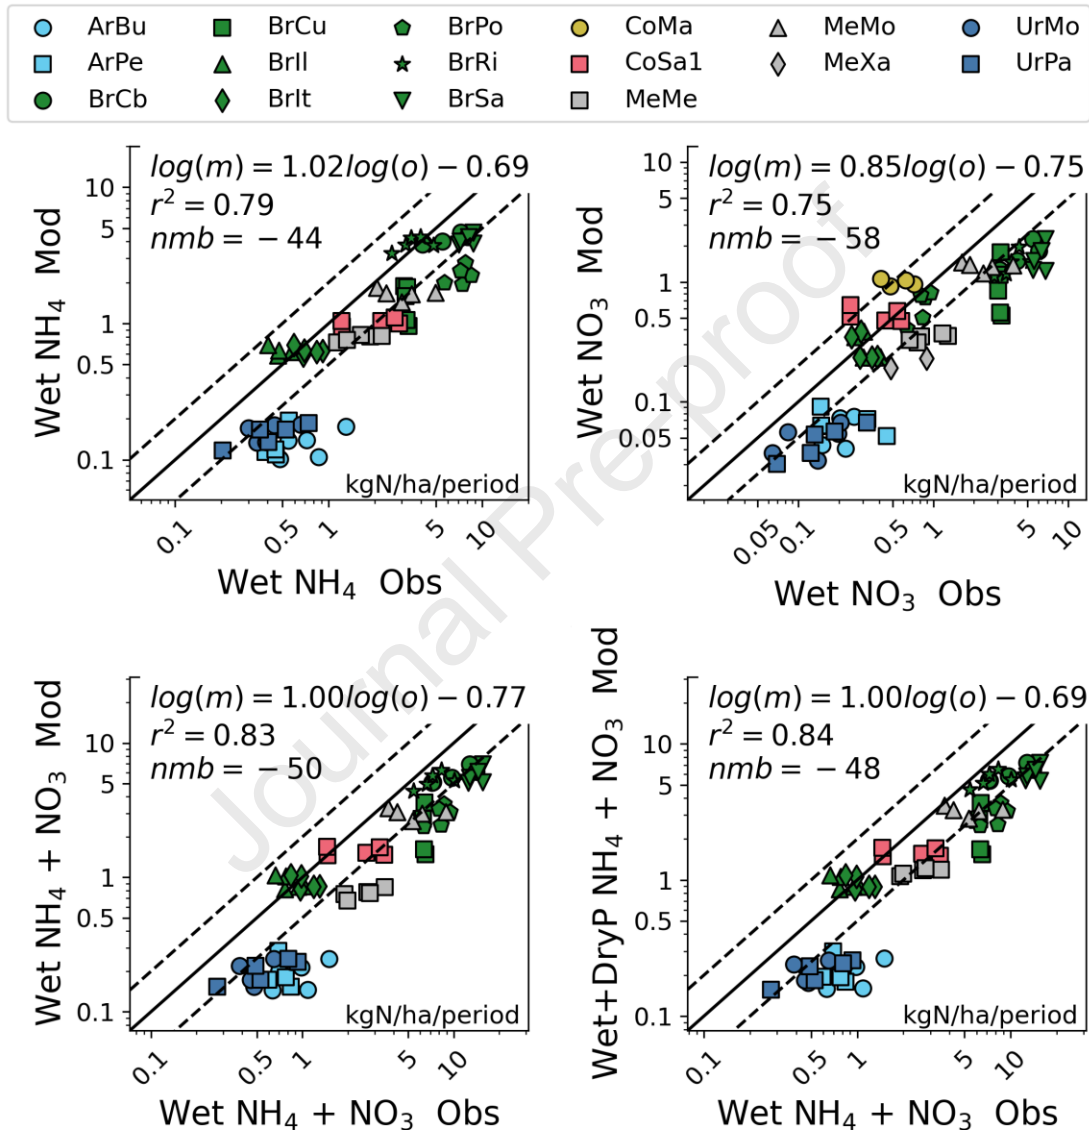 ArBu BrCu BrPo CoMa MeMo UrMo
ArPe BrIl BrRi CoSa1 MeXa UrPa
BrCb BrIt BrSa MeMe
log(m) = 1.02log(o) − 0.69
r² = 0.79
nmb = − 44
10
5
1
0.5
0.1
Wet NH₄ Mod
kgN/ha/period
0.1 0.5 1 5 10
Wet NH₄ Obs
log(m) = 0.85log(o) − 0.75
r² = 0.75
nmb = − 58
10
5
1
0.5
0.1
0.05
Wet NO₃ Mod
kgN/ha/period
0.05 0.1 0.5 1 5 10
Wet NO₃ Obs
Journal Pre-proof
log(m) = 1.00log(o) − 0.77
r² = 0.83
nmb = − 50
10
5
1
0.5
0.1
Wet NH₄ + NO₃ Mod
kgN/ha/period
0.1 0.5 1 5 10
Wet NH₄ + NO₃ Obs
log(m) = 1.00log(o) − 0.69
r² = 0.84
nmb = − 48
10
5
1
0.5
0.1
Wet+DryP NH₄ + NO₃ Mod
kgN/ha/period
0.1 0.5 1 5 10
Wet NH₄ + NO₃ Obs